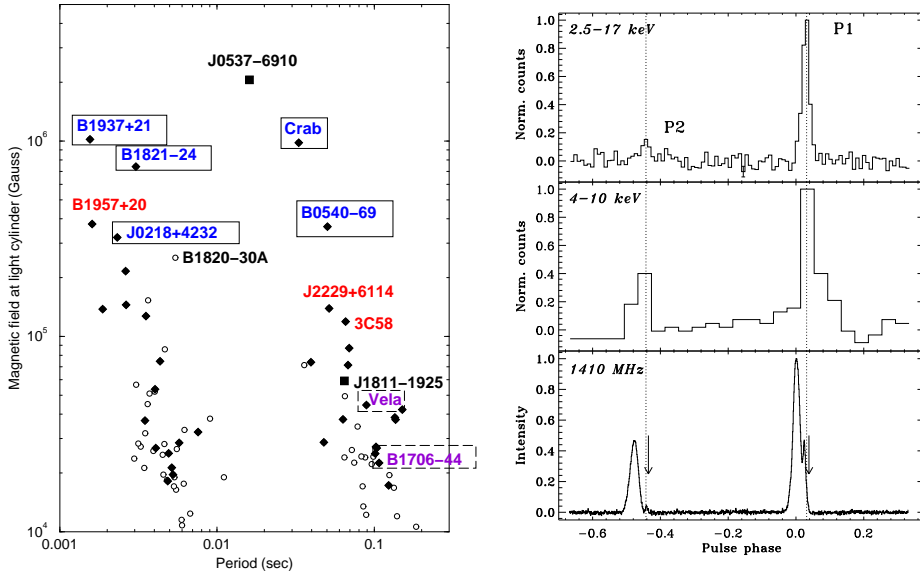 J0537−6910
B1937+21
Crab
B1821−24
B1957+20
B0540−69
J0218+4232
B1820−30A
J2229+6114
3C58
J1811−1925
Vela
B1706−44
Magnetic field at light cylinder (Gauss)
10^6
10^5
10^4
0.001
0.01
0.1
Period (sec)
2.5−17 keV
P1
P2
Norm. counts
1.0
0.8
0.6
0.4
0.2
0.0
4−10 keV
Norm. counts
1.0
0.8
0.6
0.4
0.2
0.0
1410 MHz
Intensity
1.0
0.8
0.6
0.4
0.2
0.0
−0.6
−0.4
−0.2
0.0
0.2
Pulse phase